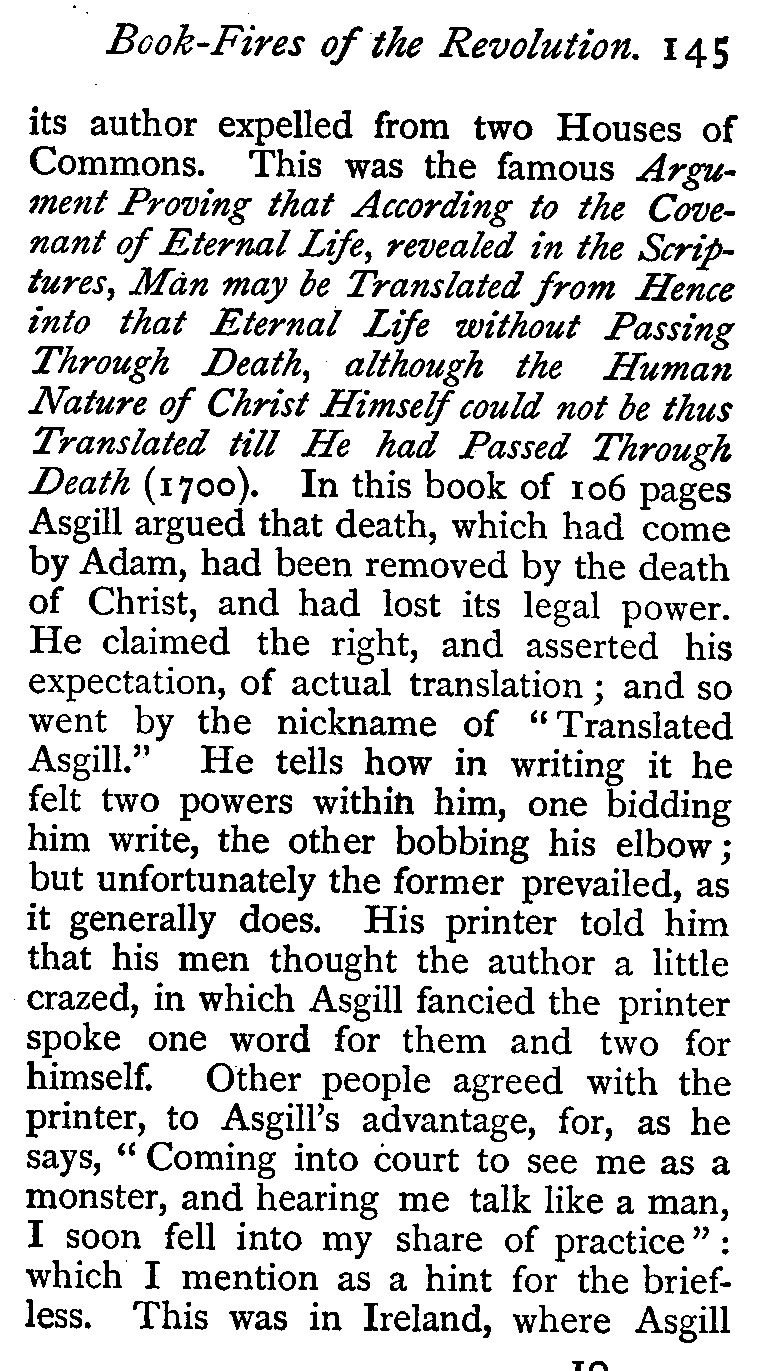 Book-Fires of the Revolution. 145
its author expelled from two Houses of
Commons. This was the famous Argu-
ment Proving that According to the Cove-
nant of Eternal Life, revealed in the Scrip-
tures, Man may be Translated from Hence
into that Eternal Life without Passing
Through Death, although the Human
Nature of Christ Himself could not be thus
Translated till He had Passed Through
Death (1700). In this book of 106 pages
Asgill argued that death, which had come
by Adam, had been removed by the death
of Christ, and had lost its legal power.
He claimed the right, and asserted his
expectation, of actual translation ; and so
went by the nickname of “Translated
Asgill.” He tells how in writing it he
felt two powers within him, one bidding
him write, the other bobbing his elbow ;
but unfortunately the former prevailed, as
it generally does. His printer told him
that his men thought the author a little
crazed, in which Asgill fancied the printer
spoke one word for them and two for
himself. Other people agreed with the
printer, to Asgill’s advantage, for, as he
says, “Coming into court to see me as a
monster, and hearing me talk like a man,
I soon fell into my share of practice” :
which I mention as a hint for the brief-
less. This was in Ireland, where Asgill